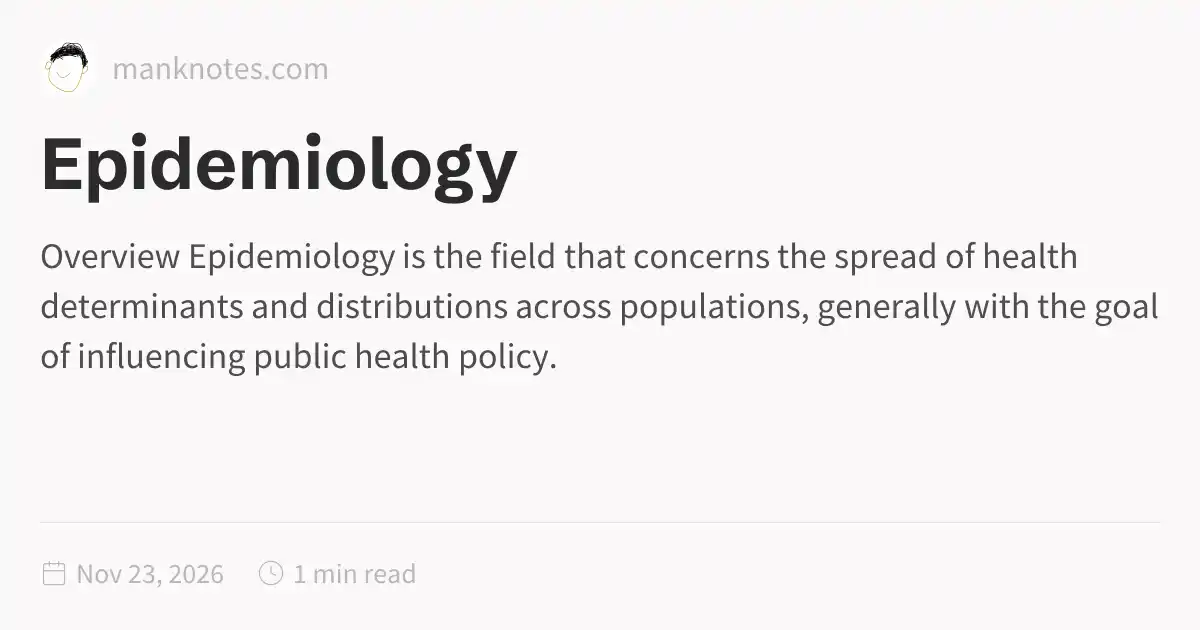 manknotes.com
Epidemiology
Overview Epidemiology is the field that concerns the spread of health
determinants and distributions across populations, generally with the goal
of influencing public health policy.
Nov 23, 2026 1 min read